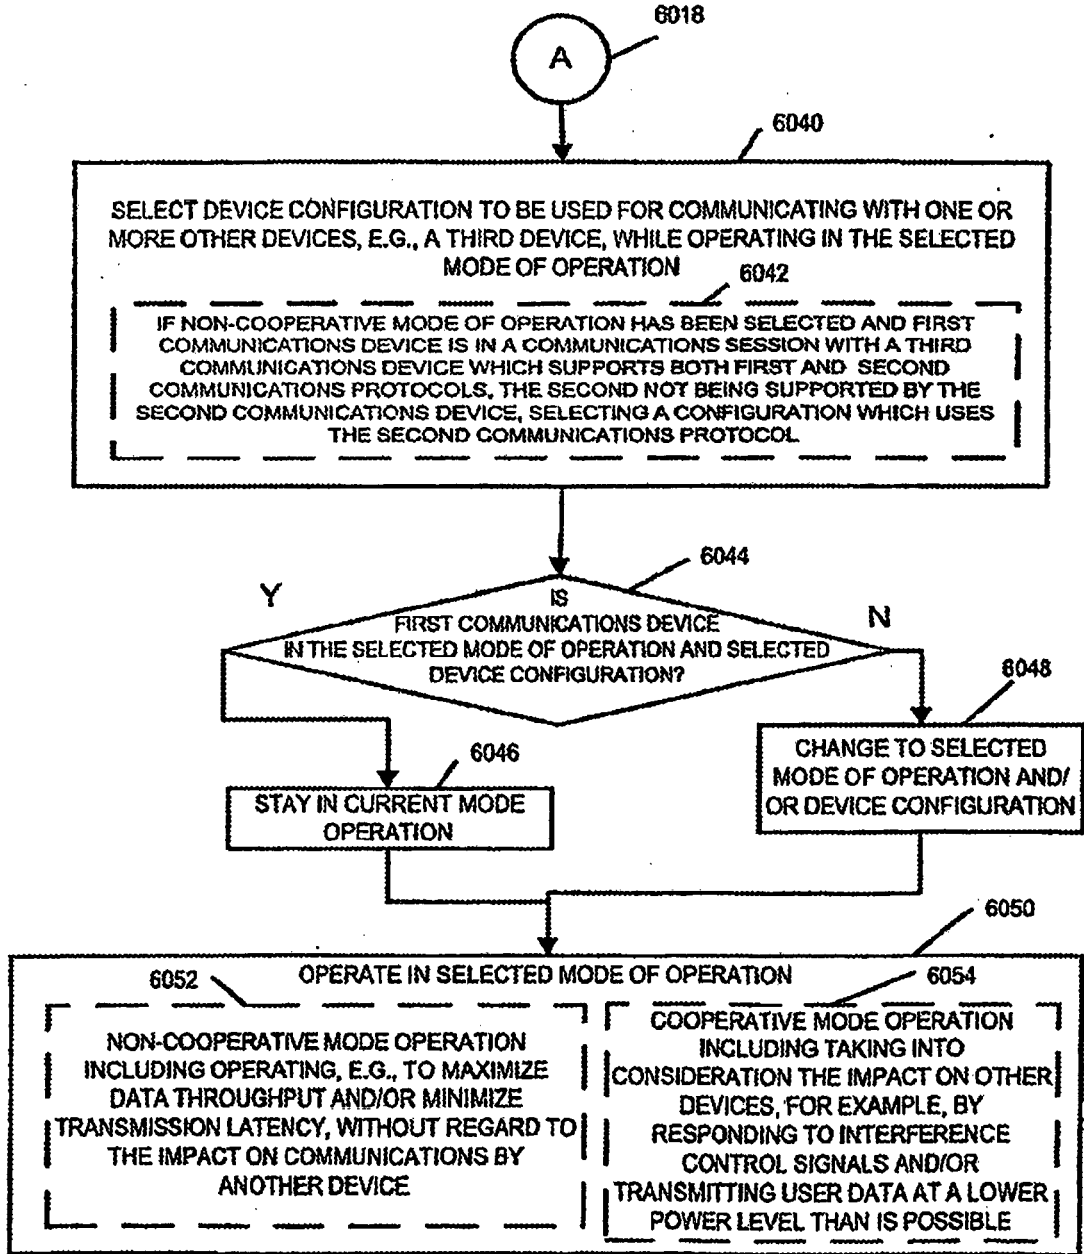 6018
A
6040
SELECT DEVICE CONFIGURATION TO BE USED FOR COMMUNICATING WITH ONE OR
MORE OTHER DEVICES, E.G., A THIRD DEVICE, WHILE OPERATING IN THE SELECTED
MODE OF OPERATION
6042
IF NON-COOPERATIVE MODE OF OPERATION HAS BEEN SELECTED AND FIRST
COMMUNICATIONS DEVICE IS IN A COMMUNICATIONS SESSION WITH A THIRD
COMMUNICATIONS DEVICE WHICH SUPPORTS BOTH FIRST AND SECOND
COMMUNICATIONS PROTOCOLS, THE SECOND NOT BEING SUPPORTED BY THE
SECOND COMMUNICATIONS DEVICE, SELECTING A CONFIGURATION WHICH USES
THE SECOND COMMUNICATIONS PROTOCOL
6044
Y
IS
N
FIRST COMMUNICATIONS DEVICE
IN THE SELECTED MODE OF OPERATION AND SELECTED
DEVICE CONFIGURATION?
6048
CHANGE TO SELECTED
MODE OF OPERATION AND/
OR DEVICE CONFIGURATION
6046
STAY IN CURRENT MODE
OPERATION
6050
OPERATE IN SELECTED MODE OF OPERATION
6052
NON-COOPERATIVE MODE OPERATION
INCLUDING OPERATING, E.G., TO MAXIMIZE
DATA THROUGHPUT AND/OR MINIMIZE
TRANSMISSION LATENCY, WITHOUT REGARD TO
THE IMPACT ON COMMUNICATIONS BY
ANOTHER DEVICE
6054
COOPERATIVE MODE OPERATION
INCLUDING TAKING INTO
CONSIDERATION THE IMPACT ON OTHER
DEVICES, FOR EXAMPLE, BY
RESPONDING TO INTERFERENCE
CONTROL SIGNALS AND/OR
TRANSMITTING USER DATA AT A LOWER
POWER LEVEL THAN IS POSSIBLE